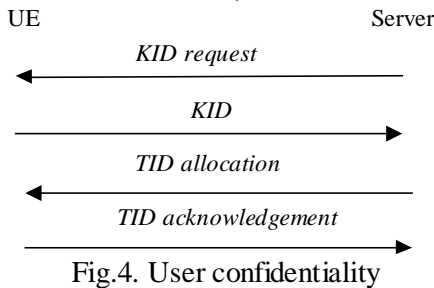 UE Server
KID request
KID
TID allocation
TID acknowledgement
Fig.4. User confidentiality